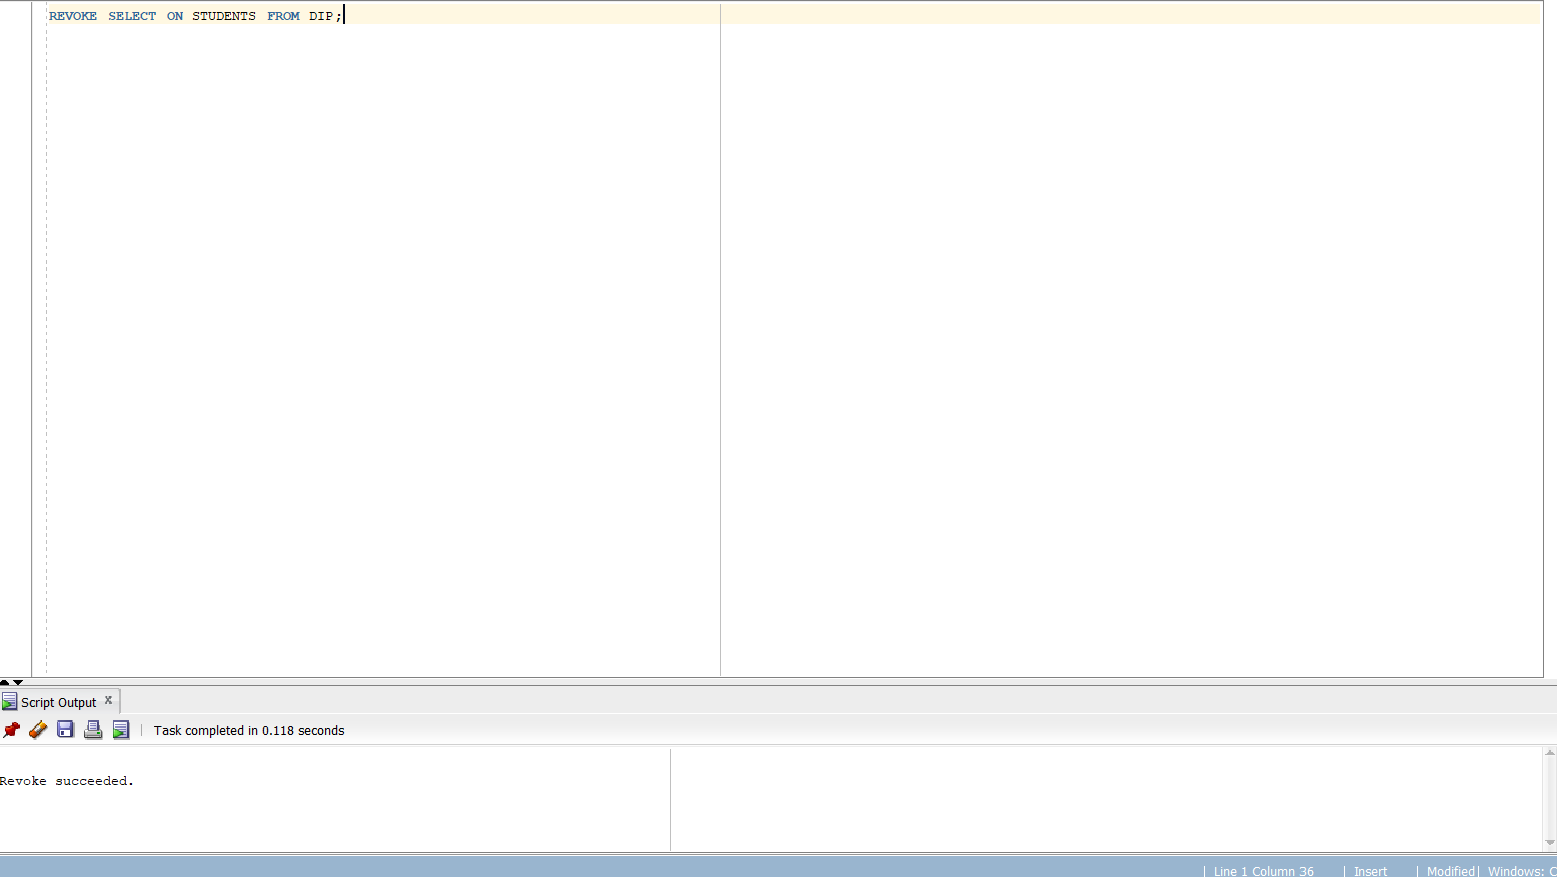 REVOKE SELECT ON STUDENTS FROM DIP;
Script Output x
Task completed in 0.118 seconds
Revoke succeeded.
Line 1 Column 36 | Insert | Modified | Windows: C